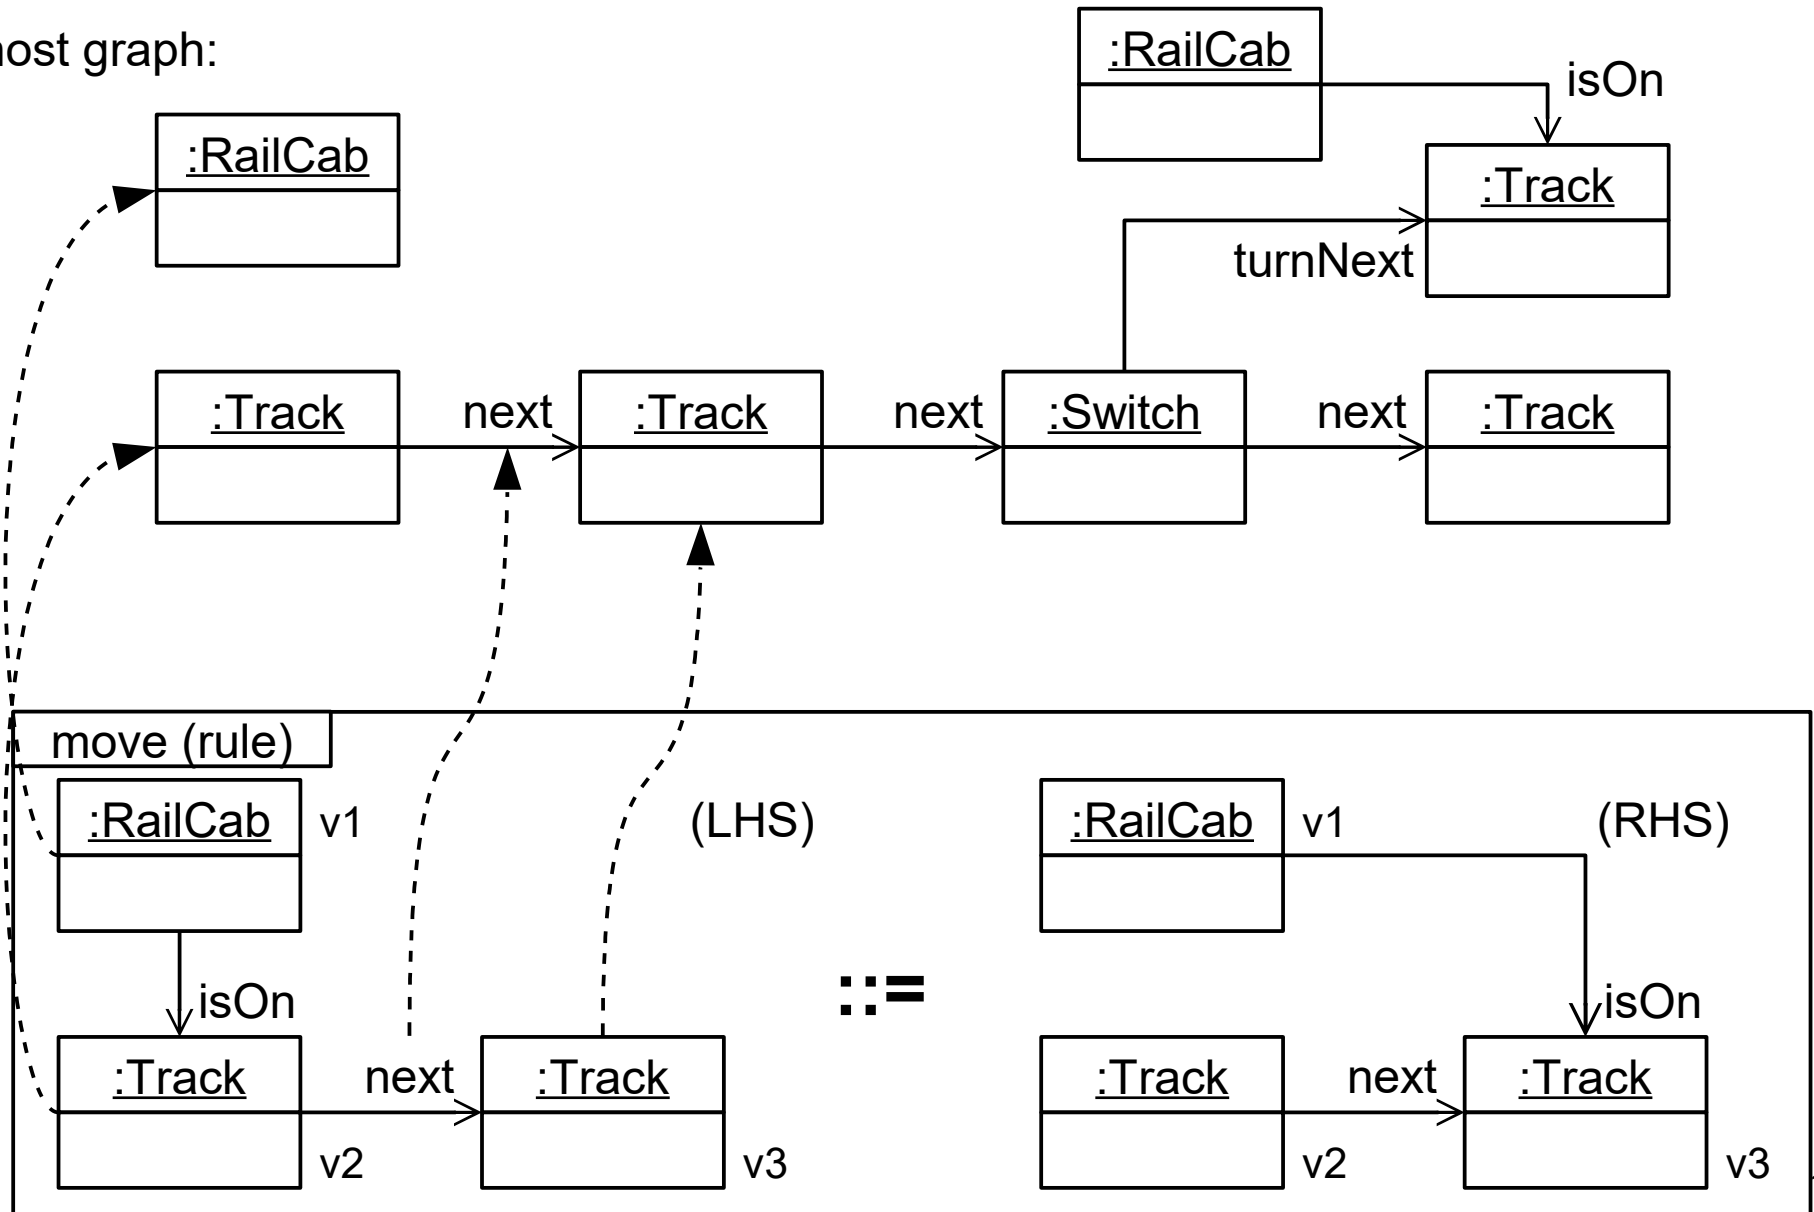 host graph:
:RailCab
isOn
:RailCab
:Track
turnNext
:Track
next
:Track
next
:Switch
next
:Track
move (rule)
:RailCab
v1
(LHS)
:RailCab
v1
(RHS)
isOn
::=
isOn
:Track
next
:Track
:Track
next
:Track
v2
v3
v2
v3